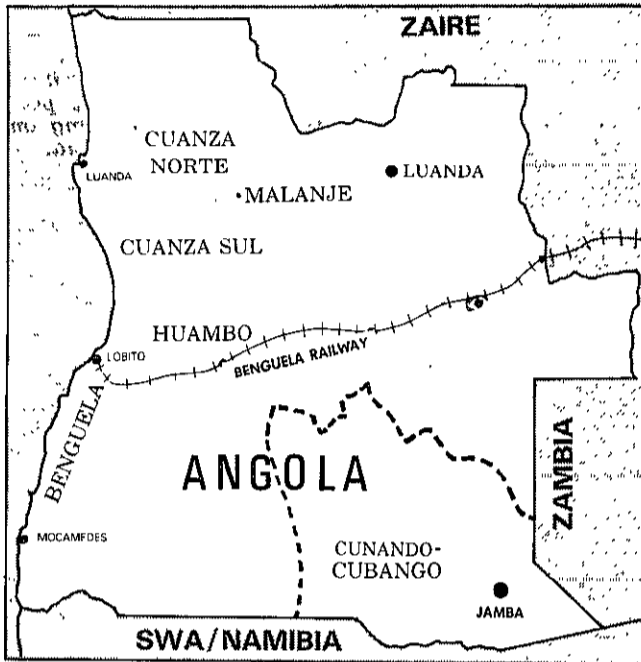 ZAIRE
CUANZA
NORTE
LUANDA
LUANDA
MALANJE
CUANZA SUL
HUAMBO
BENGUELA RAILWAY
LOBITO
BENGUELA
ANGOLA
ZAMBIA
MOCAMEDES
CUNANDO-
CUBANGO
JAMBA
SWA/NAMIBIA